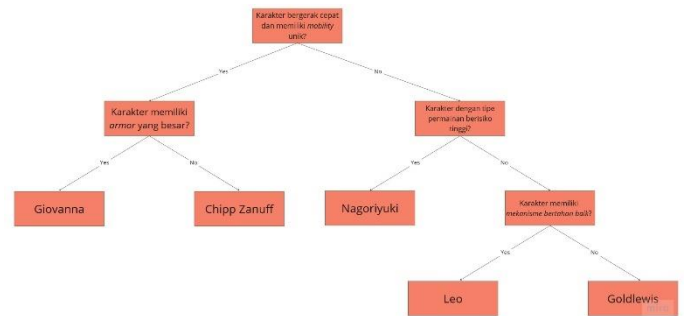 Karakter bergerak cepat
dan memiliki mobility
unik?
Yes
No
Karakter memiliki
armor yang besar?
Karakter dengan tipe
permainan berisiko
tinggi?
Yes
No
Yes
No
Giovanna
Chipp Zanuff
Nagoriyuki
Karakter memiliki
mekanisme bertahan baik?
Yes
No
Leo
Goldlewis